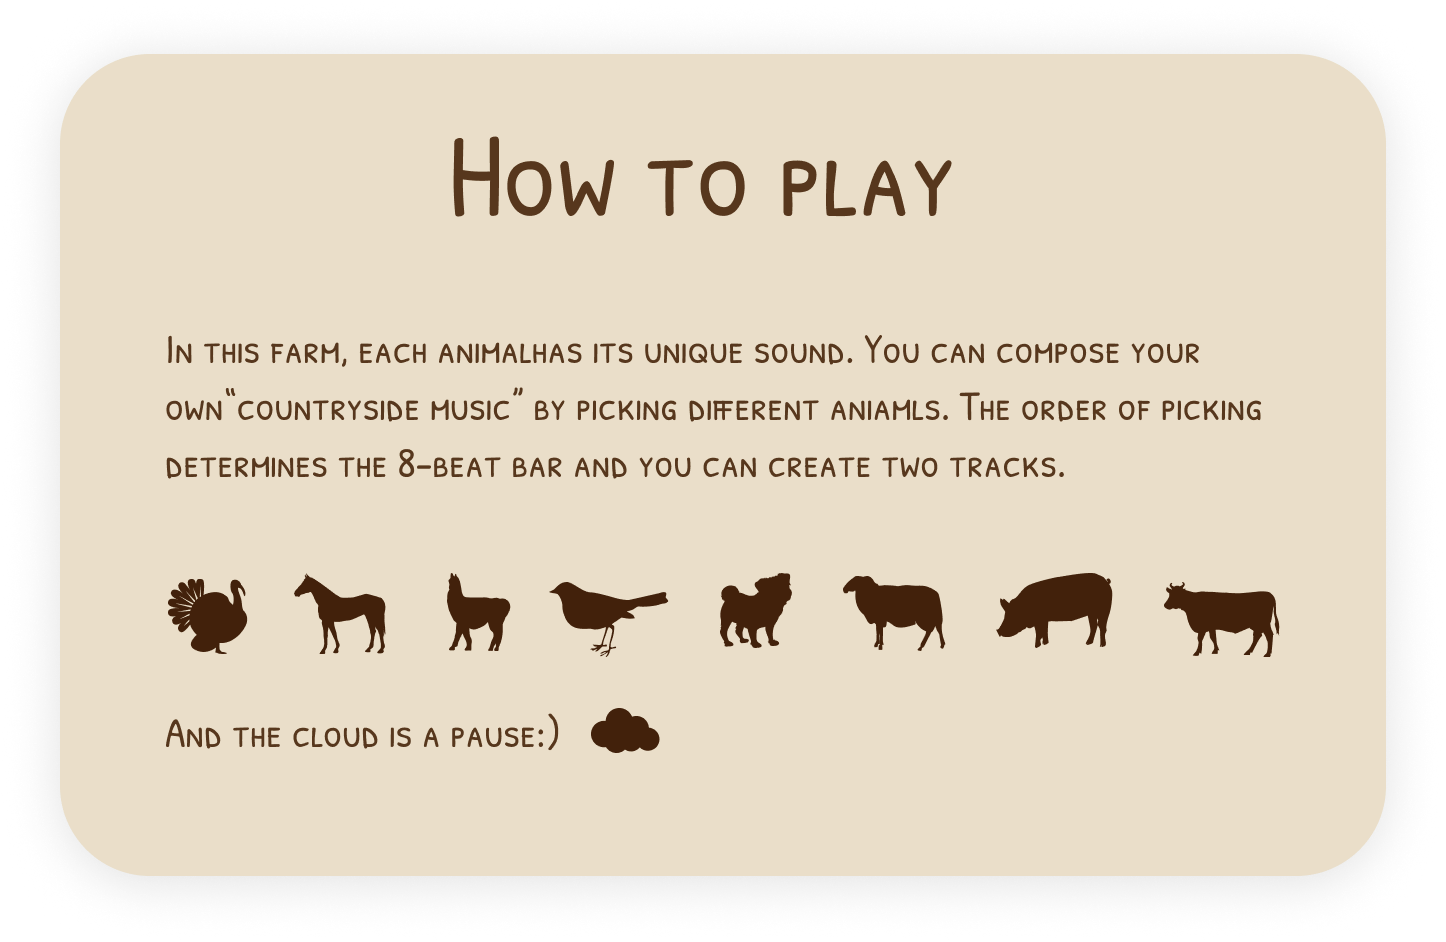 How to play
In this farm, each animalhas its unique sound. You can compose your
own“countryside music” by picking different aniamls. The order of picking
determines the 8-beat bar and you can create two tracks.
And the cloud is a pause:)